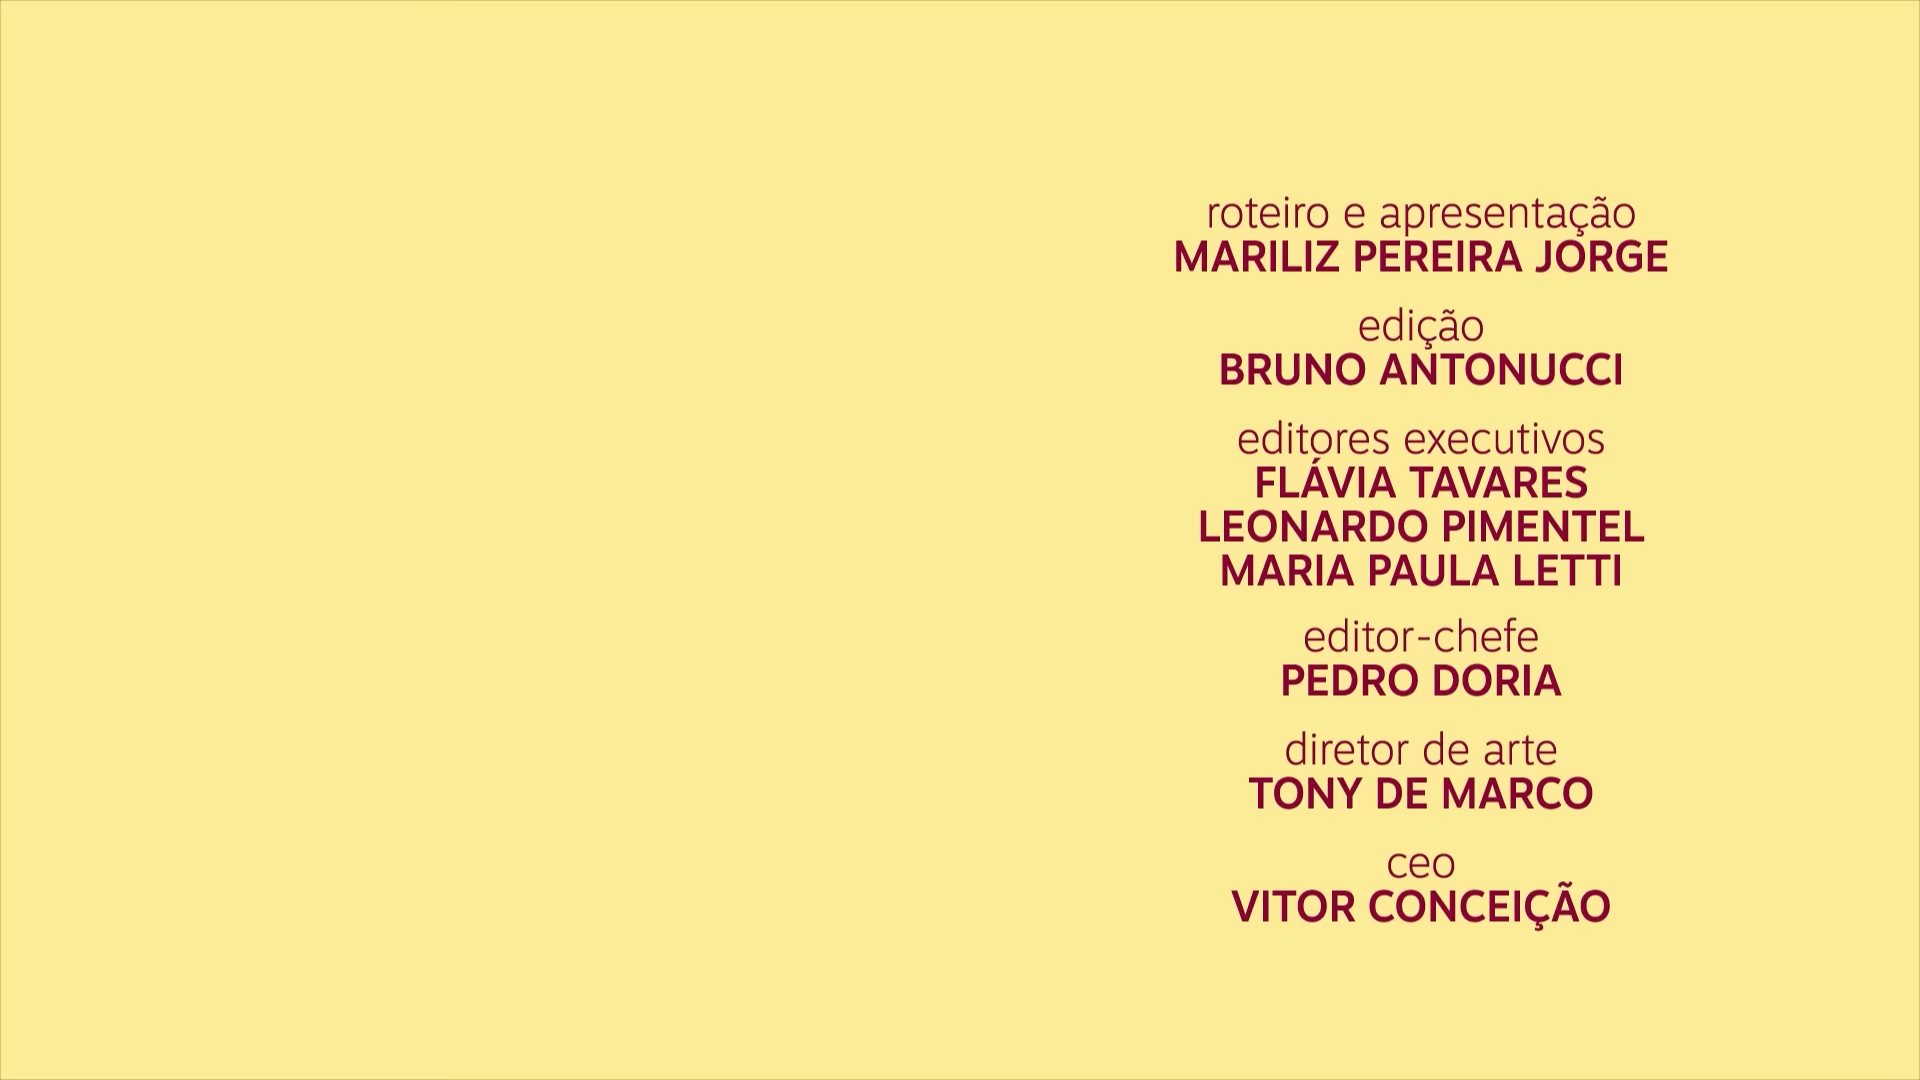 roteiro e apresentação
MARILIZ PEREIRA JORGE
edição
BRUNO ANTONUCCI
editores executivos
FLÁVIA TAVARES
LEONARDO PIMENTEL
MARIA PAULA LETTI
editor-chefe
PEDRO DORIA
diretor de arte
TONY DE MARCO
ceo
VITOR CONCEIÇÃO